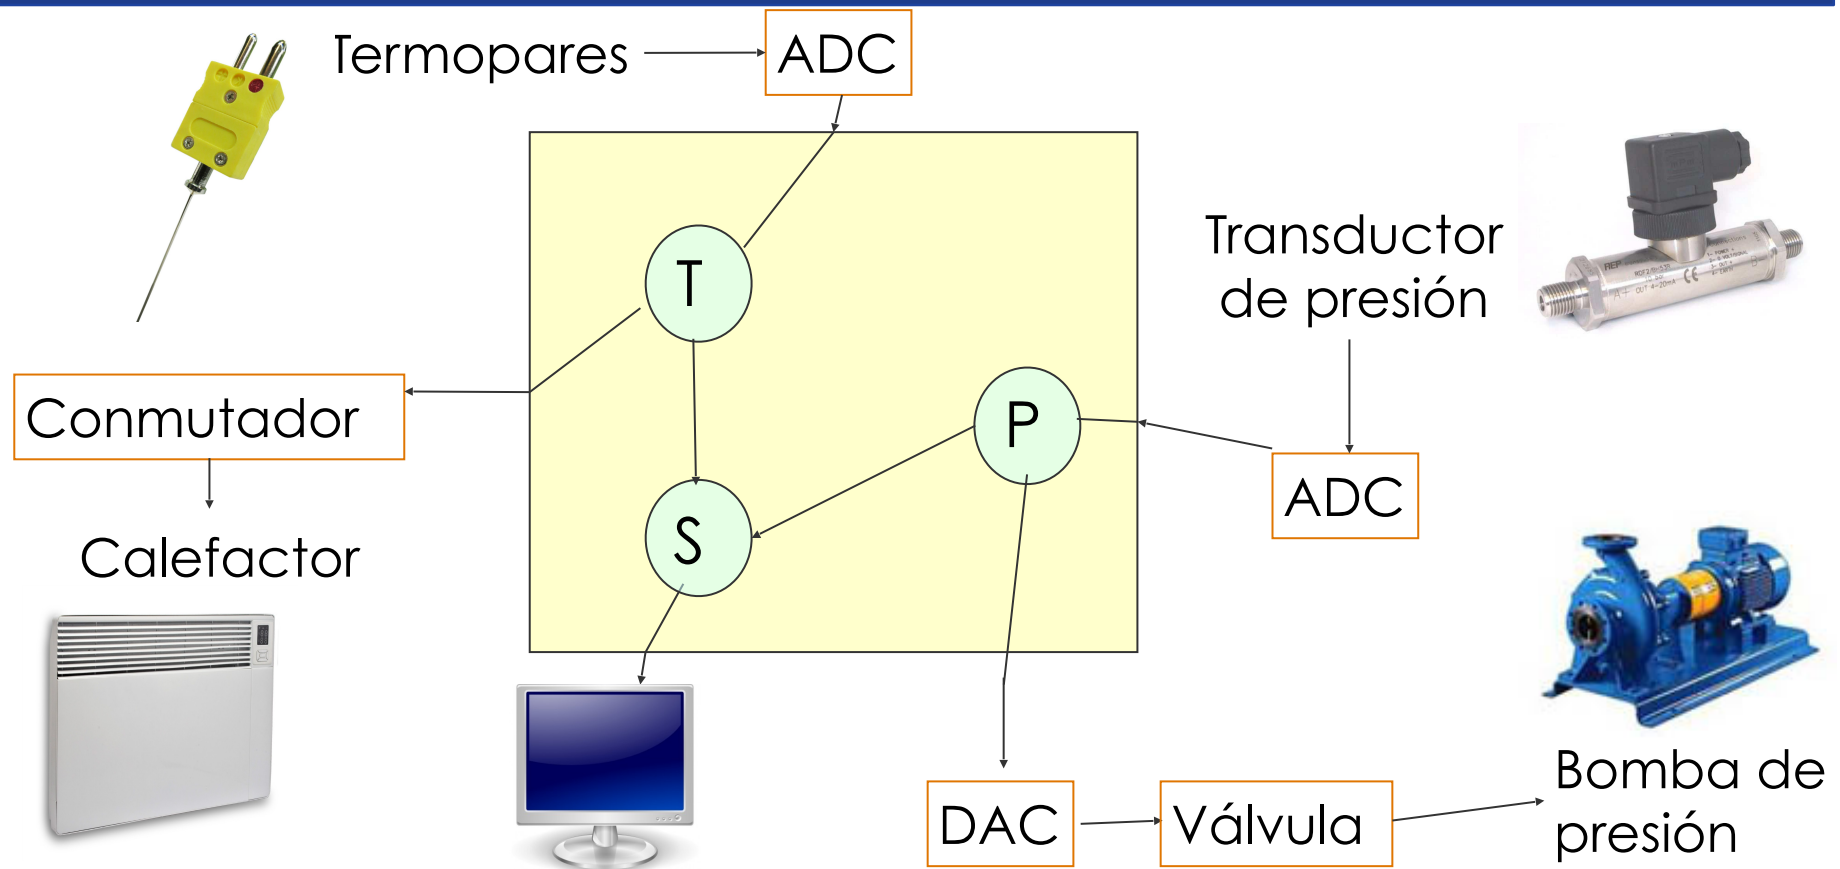 Termopares
ADC
T
Transductor
de presión
Conmutador
P
ADC
S
Calefactor
Bomba de
presión
DAC
Válvula